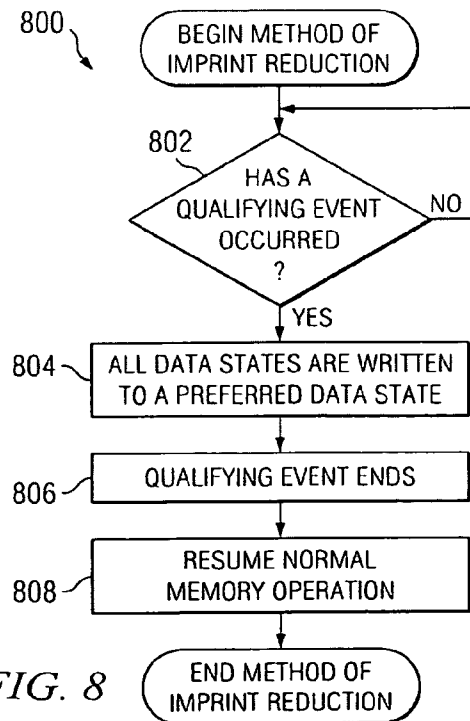 800
BEGIN METHOD OF
IMPRINT REDUCTION
802
HAS A
QUALIFYING EVENT
OCCURRED
?
NO
YES
804
ALL DATA STATES ARE WRITTEN
TO A PREFERRED DATA STATE
806
QUALIFYING EVENT ENDS
808
RESUME NORMAL
MEMORY OPERATION
FIG. 8
END METHOD OF
IMPRINT REDUCTION